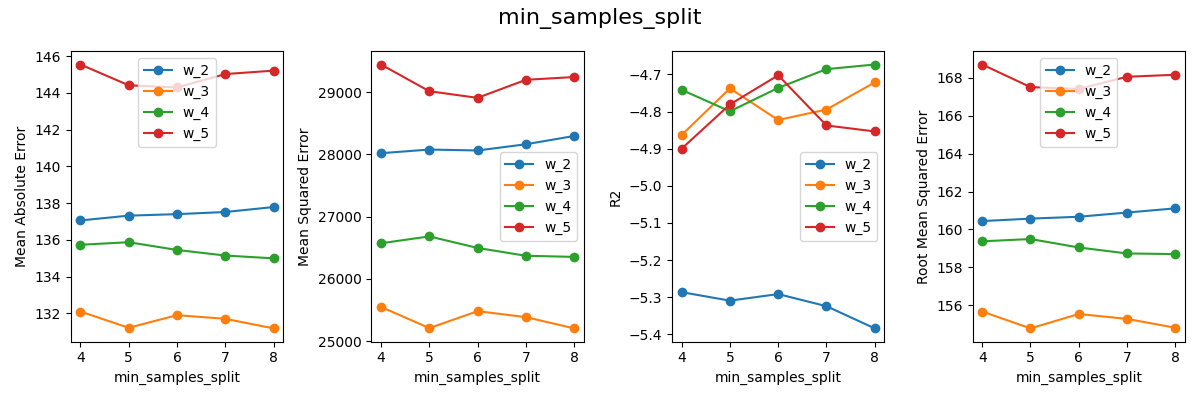 min_samples_split
Mean Absolute Error
146
144
142
140
138
136
134
132
4 5 6 7 8
min_samples_split
w_2
w_3
w_4
w_5
Mean Squared Error
29000
28000
27000
26000
25000
4 5 6 7 8
min_samples_split
w_2
w_3
w_4
w_5
R2
−4.7
−4.8
−4.9
−5.0
−5.1
−5.2
−5.3
−5.4
4 5 6 7 8
min_samples_split
w_2
w_3
w_4
w_5
Root Mean Squared Error
168
166
164
162
160
158
156
4 5 6 7 8
min_samples_split
w_2
w_3
w_4
w_5